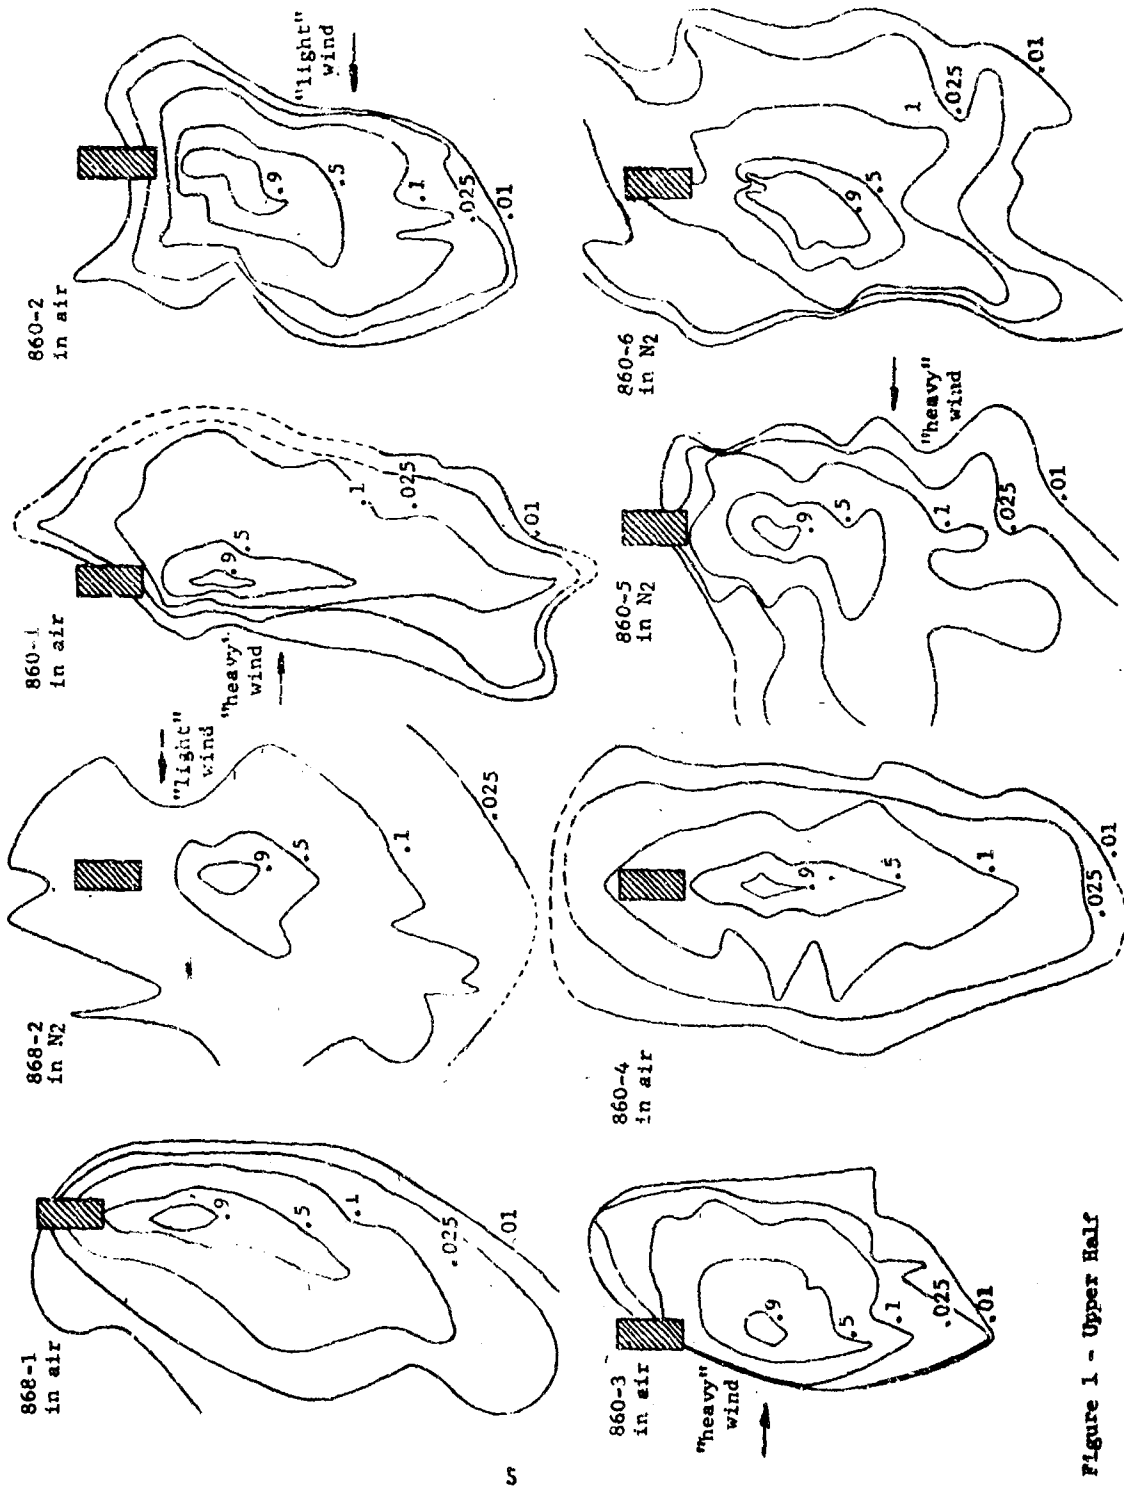 868-1
in air
.9
.5
.1
.025
.01
868-2
in N2
"light"
wind
.9
.5
.1
.025
860-1
in air
"heavy"
wind
.9
.5
.1
.025
.01
860-2
in air
"light"
wind
.9
.5
.1
.025
.01
860-3
in air
"heavy"
wind
.9
.5
.1
.025
.01
860-4
in air
.9
.5
.1
.025
.01
860-5
in N2
"heavy"
wind
.9
.5
.1
.025
.01
860-6
in N2
.9
.5
1
.025
.01
Figure 1 - Upper Half
5